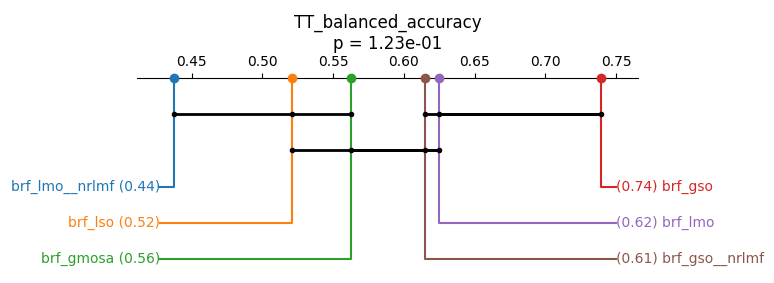 TT_balanced_accuracy
p = 1.23e-01
0.45 0.50 0.55 0.60 0.65 0.70 0.75
brf_lmo__nrlmf (0.44) (0.74) brf_gso
brf_lso (0.52) (0.62) brf_lmo
brf_gmosa (0.56) (0.61) brf_gso__nrlmf